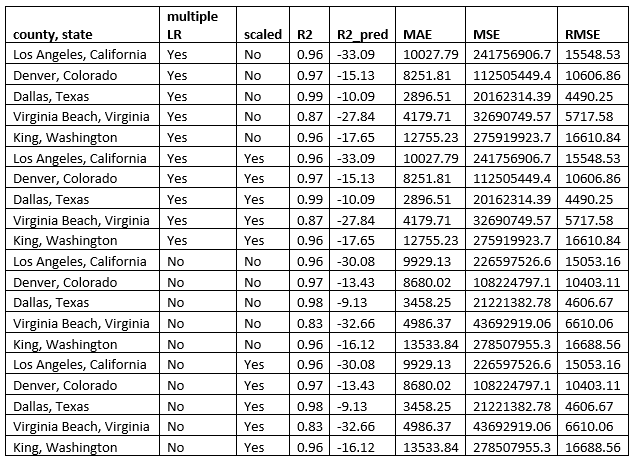 county, state multiple LR scaled R2 R2_pred MAE MSE RMSE
Los Angeles, California Yes No 0.96 -33.09 10027.79 241756906.7 15548.53
Denver, Colorado Yes No 0.97 -15.13 8251.81 112505449.4 10606.86
Dallas, Texas Yes No 0.99 -10.09 2896.51 20162314.39 4490.25
Virginia Beach, Virginia Yes No 0.87 -27.84 4179.71 32690749.57 5717.58
King, Washington Yes No 0.96 -17.65 12755.23 275919923.7 16610.84
Los Angeles, California Yes Yes 0.96 -33.09 10027.79 241756906.7 15548.53
Denver, Colorado Yes Yes 0.97 -15.13 8251.81 112505449.4 10606.86
Dallas, Texas Yes Yes 0.99 -10.09 2896.51 20162314.39 4490.25
Virginia Beach, Virginia Yes Yes 0.87 -27.84 4179.71 32690749.57 5717.58
King, Washington Yes Yes 0.96 -17.65 12755.23 275919923.7 16610.84
Los Angeles, California No No 0.96 -30.08 9929.13 226597526.6 15053.16
Denver, Colorado No No 0.97 -13.43 8680.02 108224797.1 10403.11
Dallas, Texas No No 0.98 -9.13 3458.25 21221382.78 4606.67
Virginia Beach, Virginia No No 0.83 -32.66 4986.37 43692919.06 6610.06
King, Washington No No 0.96 -16.12 13533.84 278507955.3 16688.56
Los Angeles, California No Yes 0.96 -30.08 9929.13 226597526.6 15053.16
Denver, Colorado No Yes 0.97 -13.43 8680.02 108224797.1 10403.11
Dallas, Texas No Yes 0.98 -9.13 3458.25 21221382.78 4606.67
Virginia Beach, Virginia No Yes 0.83 -32.66 4986.37 43692919.06 6610.06
King, Washington No Yes 0.96 -16.12 13533.84 278507955.3 16688.56